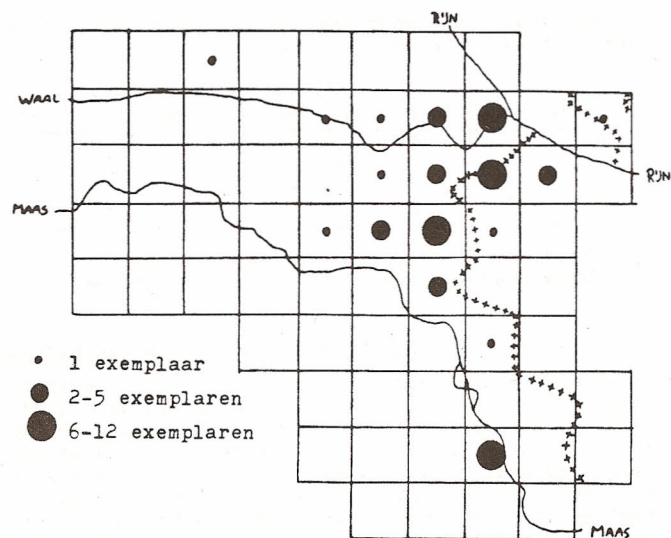 RIJN
WAAL
RIJN
MAAS
1 exemplaar
2-5 exemplaren
6-12 exemplaren
MAAS